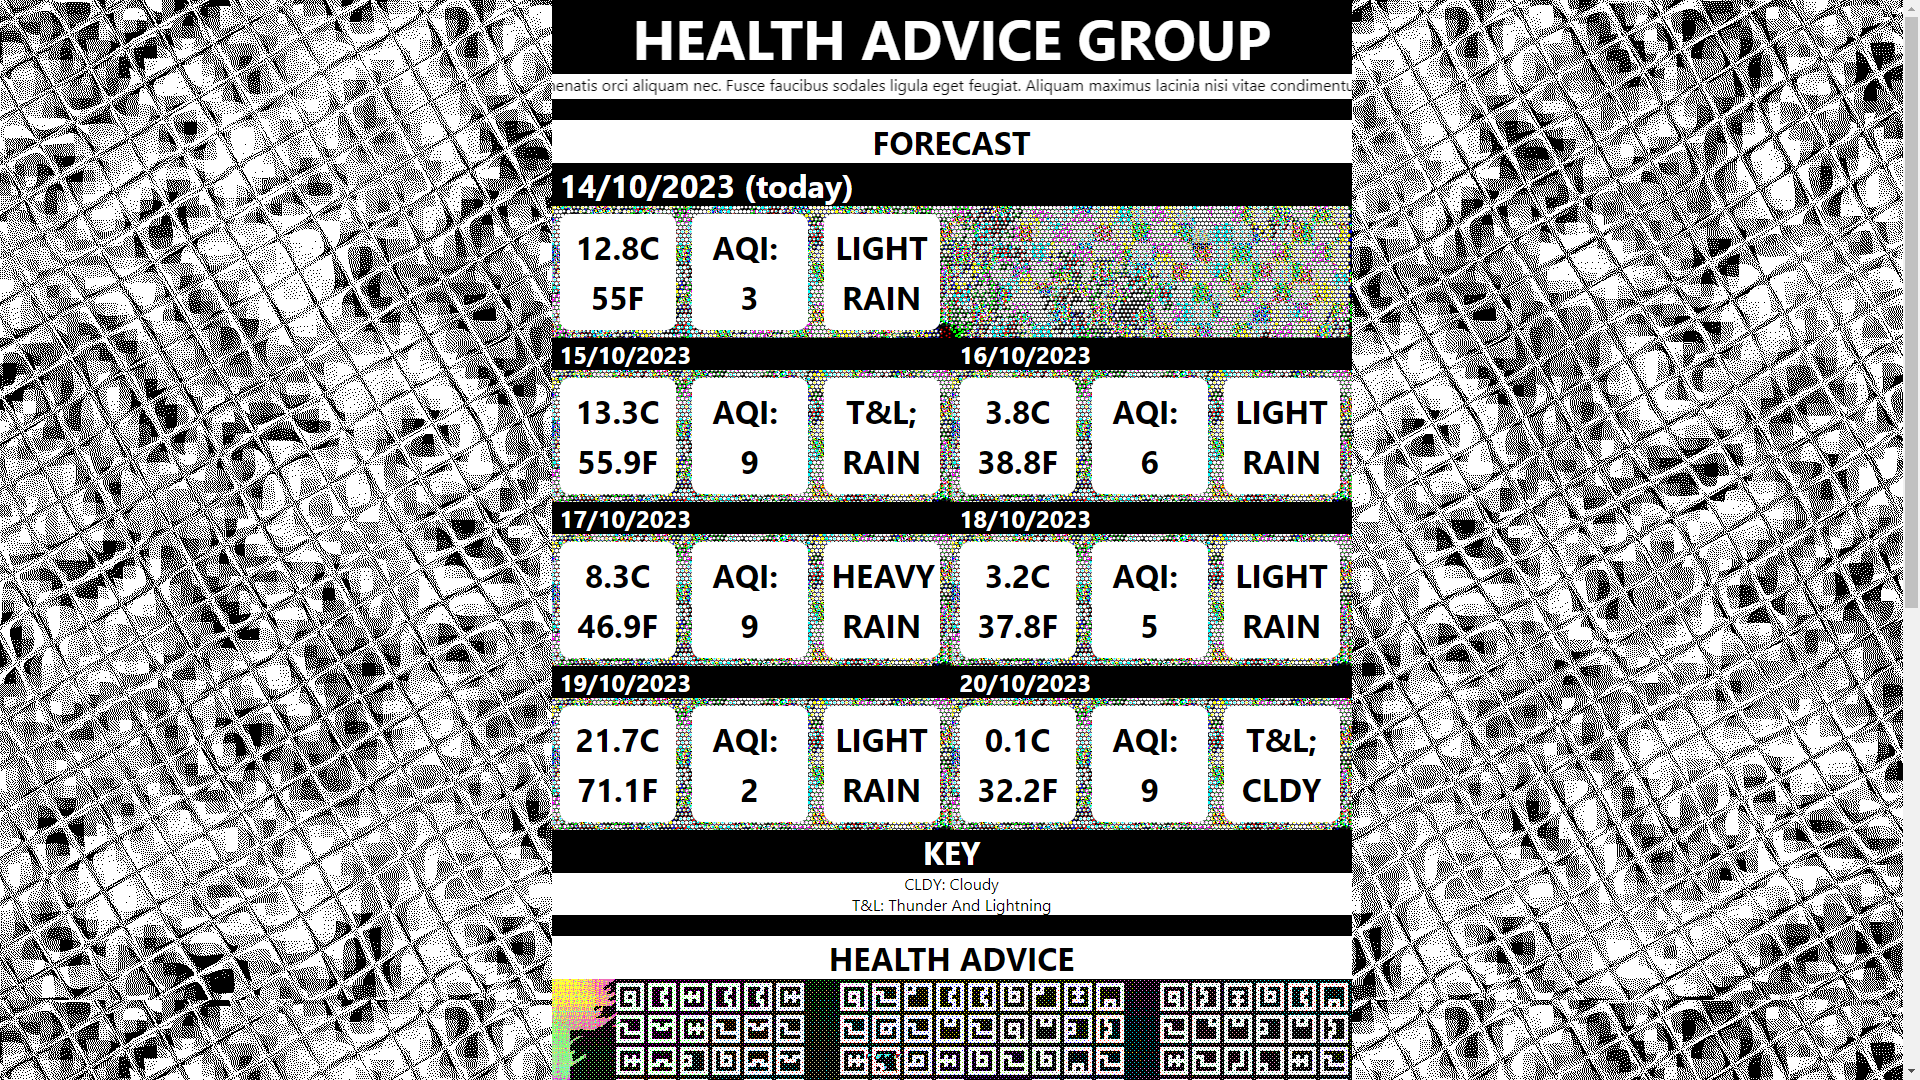 HEALTH ADVICE GROUP
enatis orci aliquam nec. Fusce faucibus sodales ligula eget feugiat. Aliquam maximus lacinia nisi vitae condimentu
FORECAST
14/10/2023 (today)
12.8C
55F
AQI:
3
LIGHT
RAIN
15/10/2023
13.3C
55.9F
AQI:
9
T&L;
RAIN
16/10/2023
3.8C
38.8F
AQI:
6
LIGHT
RAIN
17/10/2023
8.3C
46.9F
AQI:
9
HEAVY
RAIN
18/10/2023
3.2C
37.8F
AQI:
5
LIGHT
RAIN
19/10/2023
21.7C
71.1F
AQI:
2
LIGHT
RAIN
20/10/2023
0.1C
32.2F
AQI:
9
T&L;
CLDY
KEY
CLDY: Cloudy
T&L: Thunder And Lightning
HEALTH ADVICE